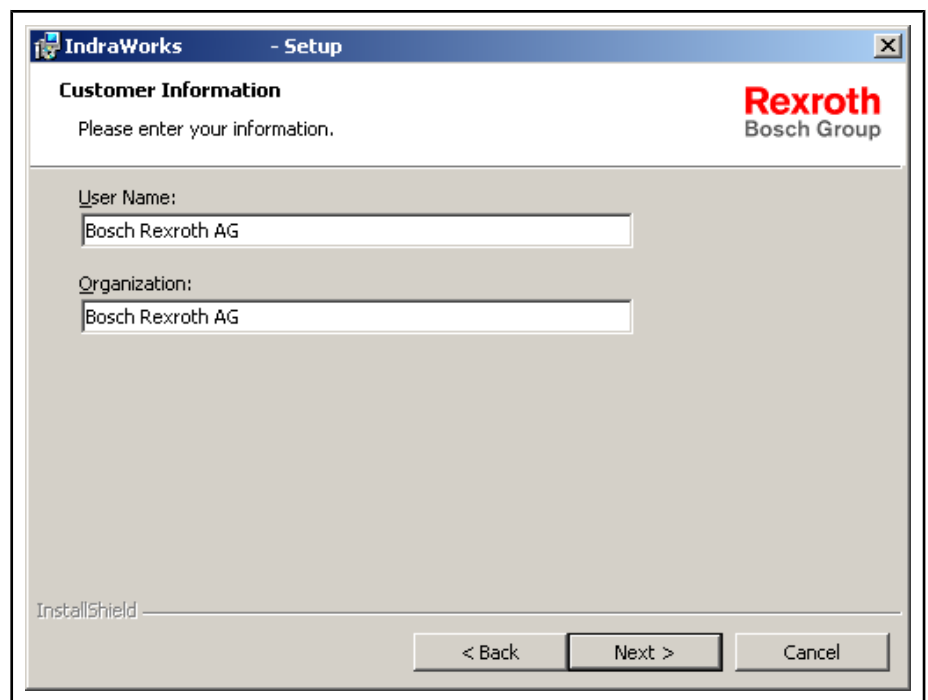 IndraWorks - Setup
Customer Information
Please enter your information.
Rexroth
Bosch Group
User Name:
Bosch Rexroth AG
Organization:
Bosch Rexroth AG
InstallShield
< Back Next > Cancel